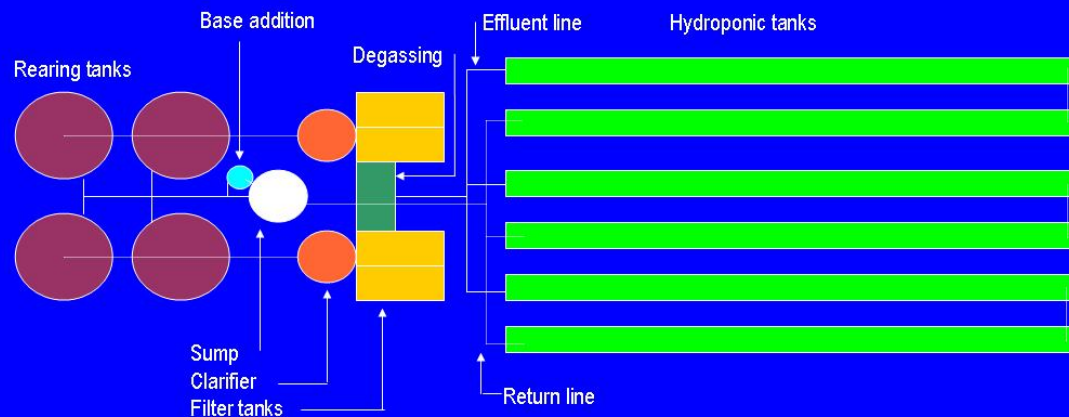 Base addition
Effluent line
Hydroponic tanks
Degassing
Rearing tanks
Sump
Clarifier
Filter tanks
Return line